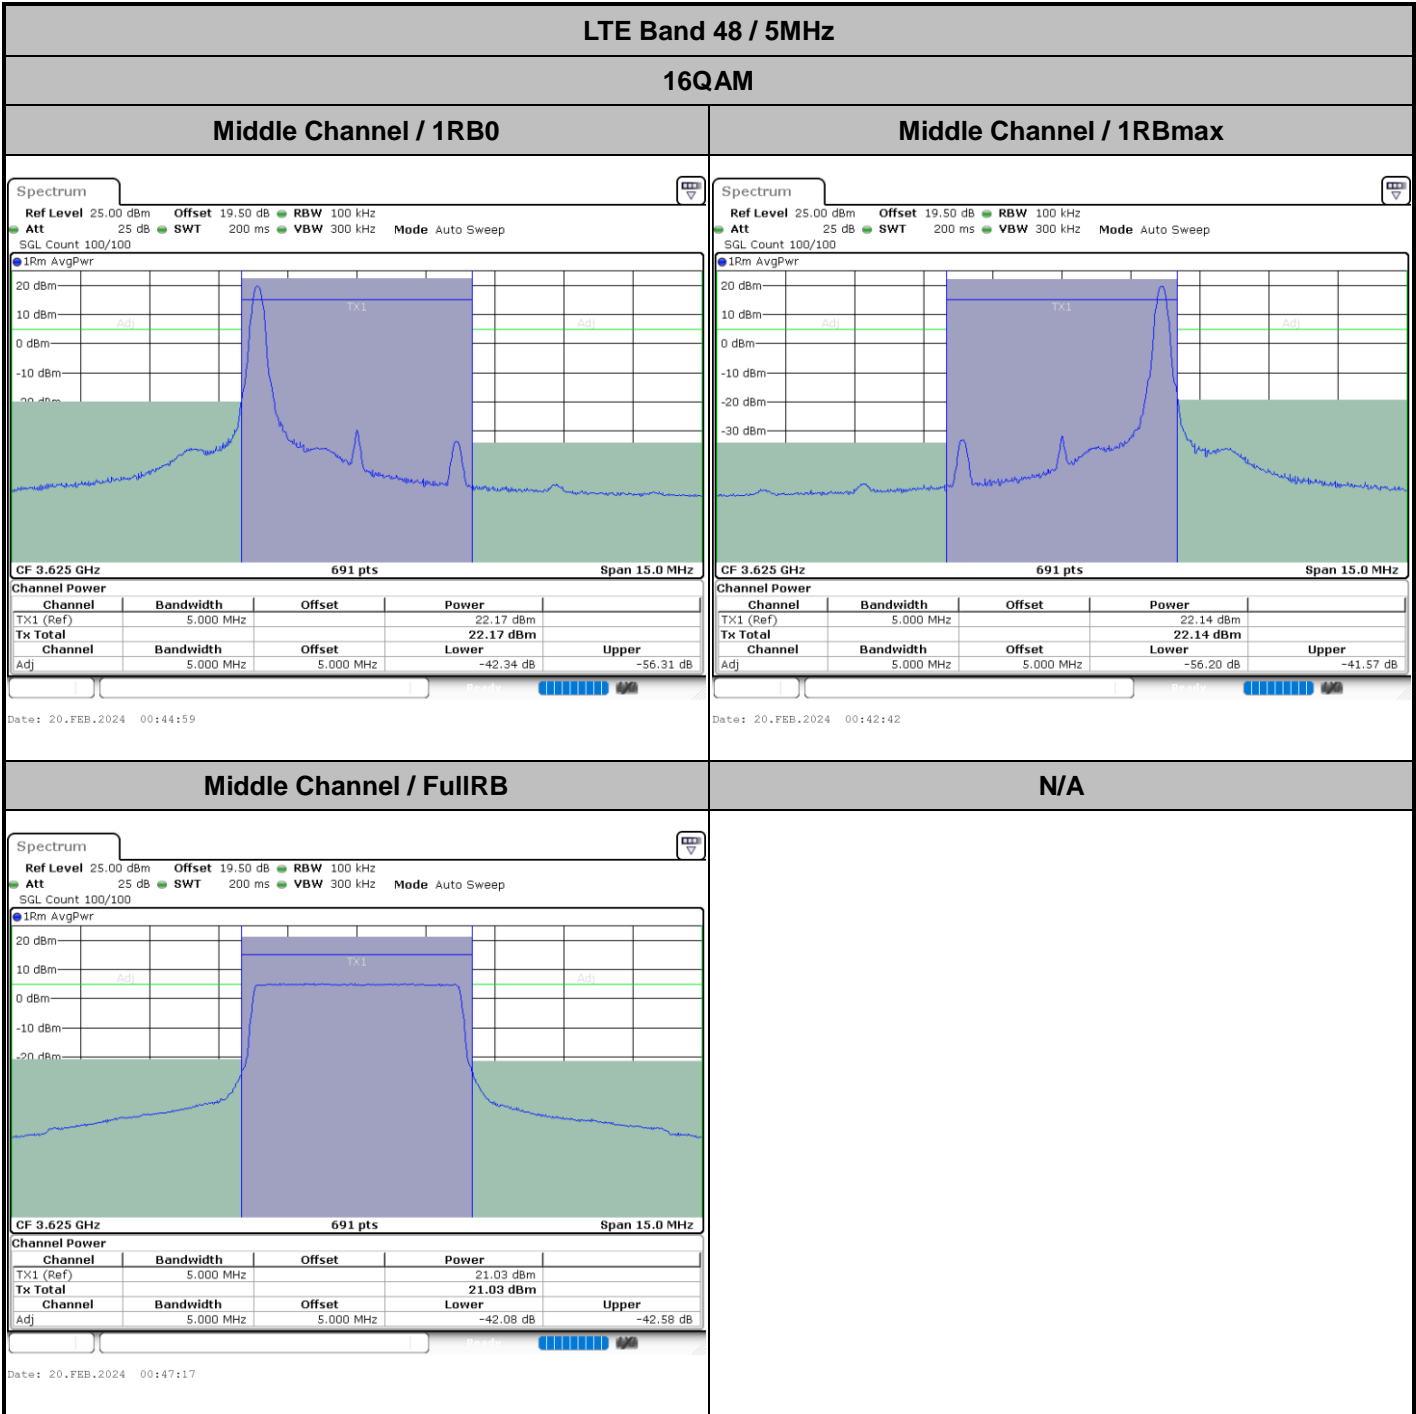 LTE Band 48 / 5MHz
16QAM
Middle Channel / 1RB0
Middle Channel / 1RBmax
Spectrum
Ref Level 25.00 dBm Offset 19.50 dB RBW 100 kHz
Att 25 dB SWT 200 ms VBW 300 kHz Mode Auto Sweep
SGL Count 100/100
1Rm AvgPwr
20 dBm
TX1
10 dBm
Adj Adj
0 dBm
-10 dBm
-20 dBm
CF 3.625 GHz 691 pts Span 15.0 MHz
Channel Power
Channel Bandwidth Offset Power
TX1 (Ref) 5.000 MHz 22.17 dBm
Tx Total 22.17 dBm
Channel Bandwidth Offset Lower Upper
Adj 5.000 MHz 5.000 MHz -42.34 dB -56.31 dB
Ready
Date: 20.FEB.2024 00:44:59
Spectrum
Ref Level 25.00 dBm Offset 19.50 dB RBW 100 kHz
Att 25 dB SWT 200 ms VBW 300 kHz Mode Auto Sweep
SGL Count 100/100
1Rm AvgPwr
20 dBm
TX1
10 dBm
Adj Adj
0 dBm
-10 dBm
-20 dBm
-30 dBm
CF 3.625 GHz 691 pts Span 15.0 MHz
Channel Power
Channel Bandwidth Offset Power
TX1 (Ref) 5.000 MHz 22.14 dBm
Tx Total 22.14 dBm
Channel Bandwidth Offset Lower Upper
Adj 5.000 MHz 5.000 MHz -56.20 dB -41.57 dB
Ready
Date: 20.FEB.2024 00:42:42
Middle Channel / FullRB
N/A
Spectrum
Ref Level 25.00 dBm Offset 19.50 dB RBW 100 kHz
Att 25 dB SWT 200 ms VBW 300 kHz Mode Auto Sweep
SGL Count 100/100
1Rm AvgPwr
20 dBm
TX1
10 dBm
Adj Adj
0 dBm
-10 dBm
-20 dBm
CF 3.625 GHz 691 pts Span 15.0 MHz
Channel Power
Channel Bandwidth Offset Power
TX1 (Ref) 5.000 MHz 21.03 dBm
Tx Total 21.03 dBm
Channel Bandwidth Offset Lower Upper
Adj 5.000 MHz 5.000 MHz -42.08 dB -42.58 dB
Ready
Date: 20.FEB.2024 00:47:17